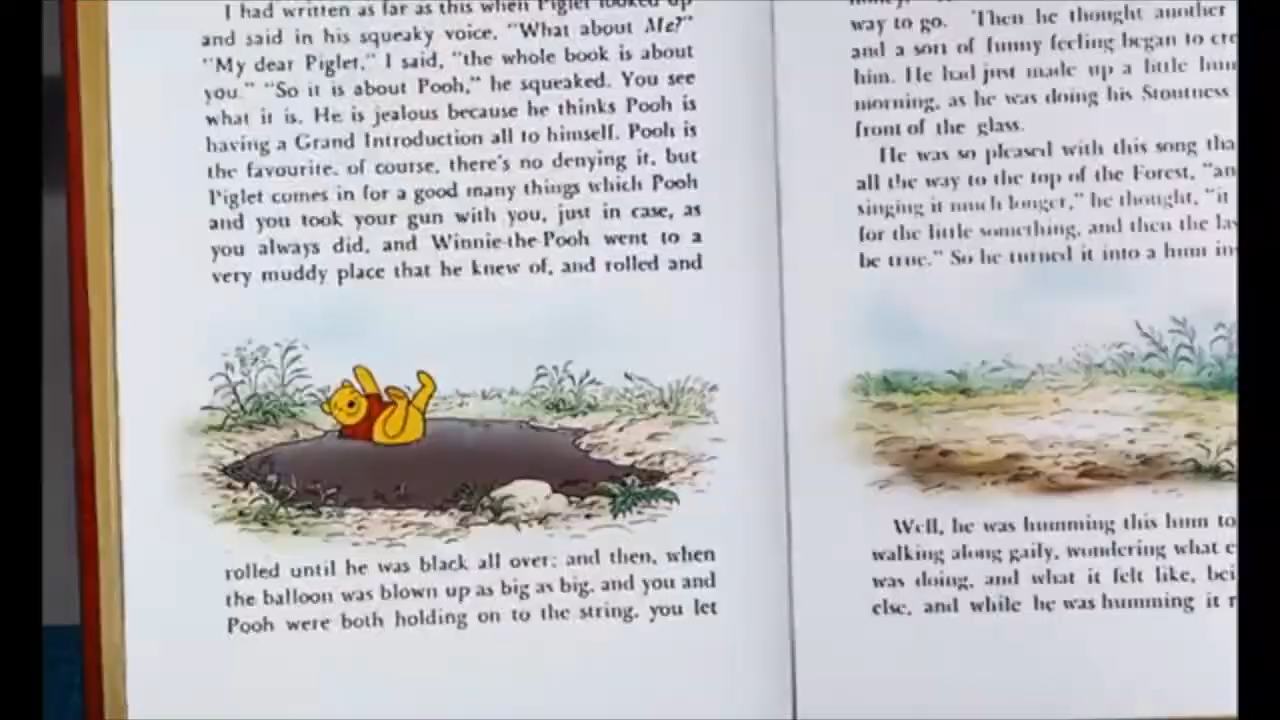 I had written as far as this when Piglet looked up
and said in his squeaky voice, "What about Me?"
"My dear Piglet," I said, "the whole book is about
you." "So it is about Pooh," he squeaked. You see
what it is. He is jealous because he thinks Pooh is
having a Grand Introduction all to himself. Pooh is
the favourite, of course, there's no denying it, but
Piglet comes in for a good many things which Pooh
and you took your gun with you, just in case, as
you always did, and Winnie-the-Pooh went to a
very muddy place that he knew of, and rolled and
rolled until he was black all over; and then, when
the balloon was blown up as big as big, and you and
Pooh were both holding on to the string, you let
way to go. Then he thought another
and a sort of funny feeling began to cre
him. He had just made up a little hum
morning, as he was doing his Stoutness
front of the glass.
He was so pleased with this song tha
all the way to the top of the Forest, "an
singing it much longer," he thought, "it
for the little something, and then the la
be true." So he turned it into a hum in
Well, he was humming this hum to
walking along gaily, wondering what e
was doing, and what it felt like, bei
else, and while he was humming it